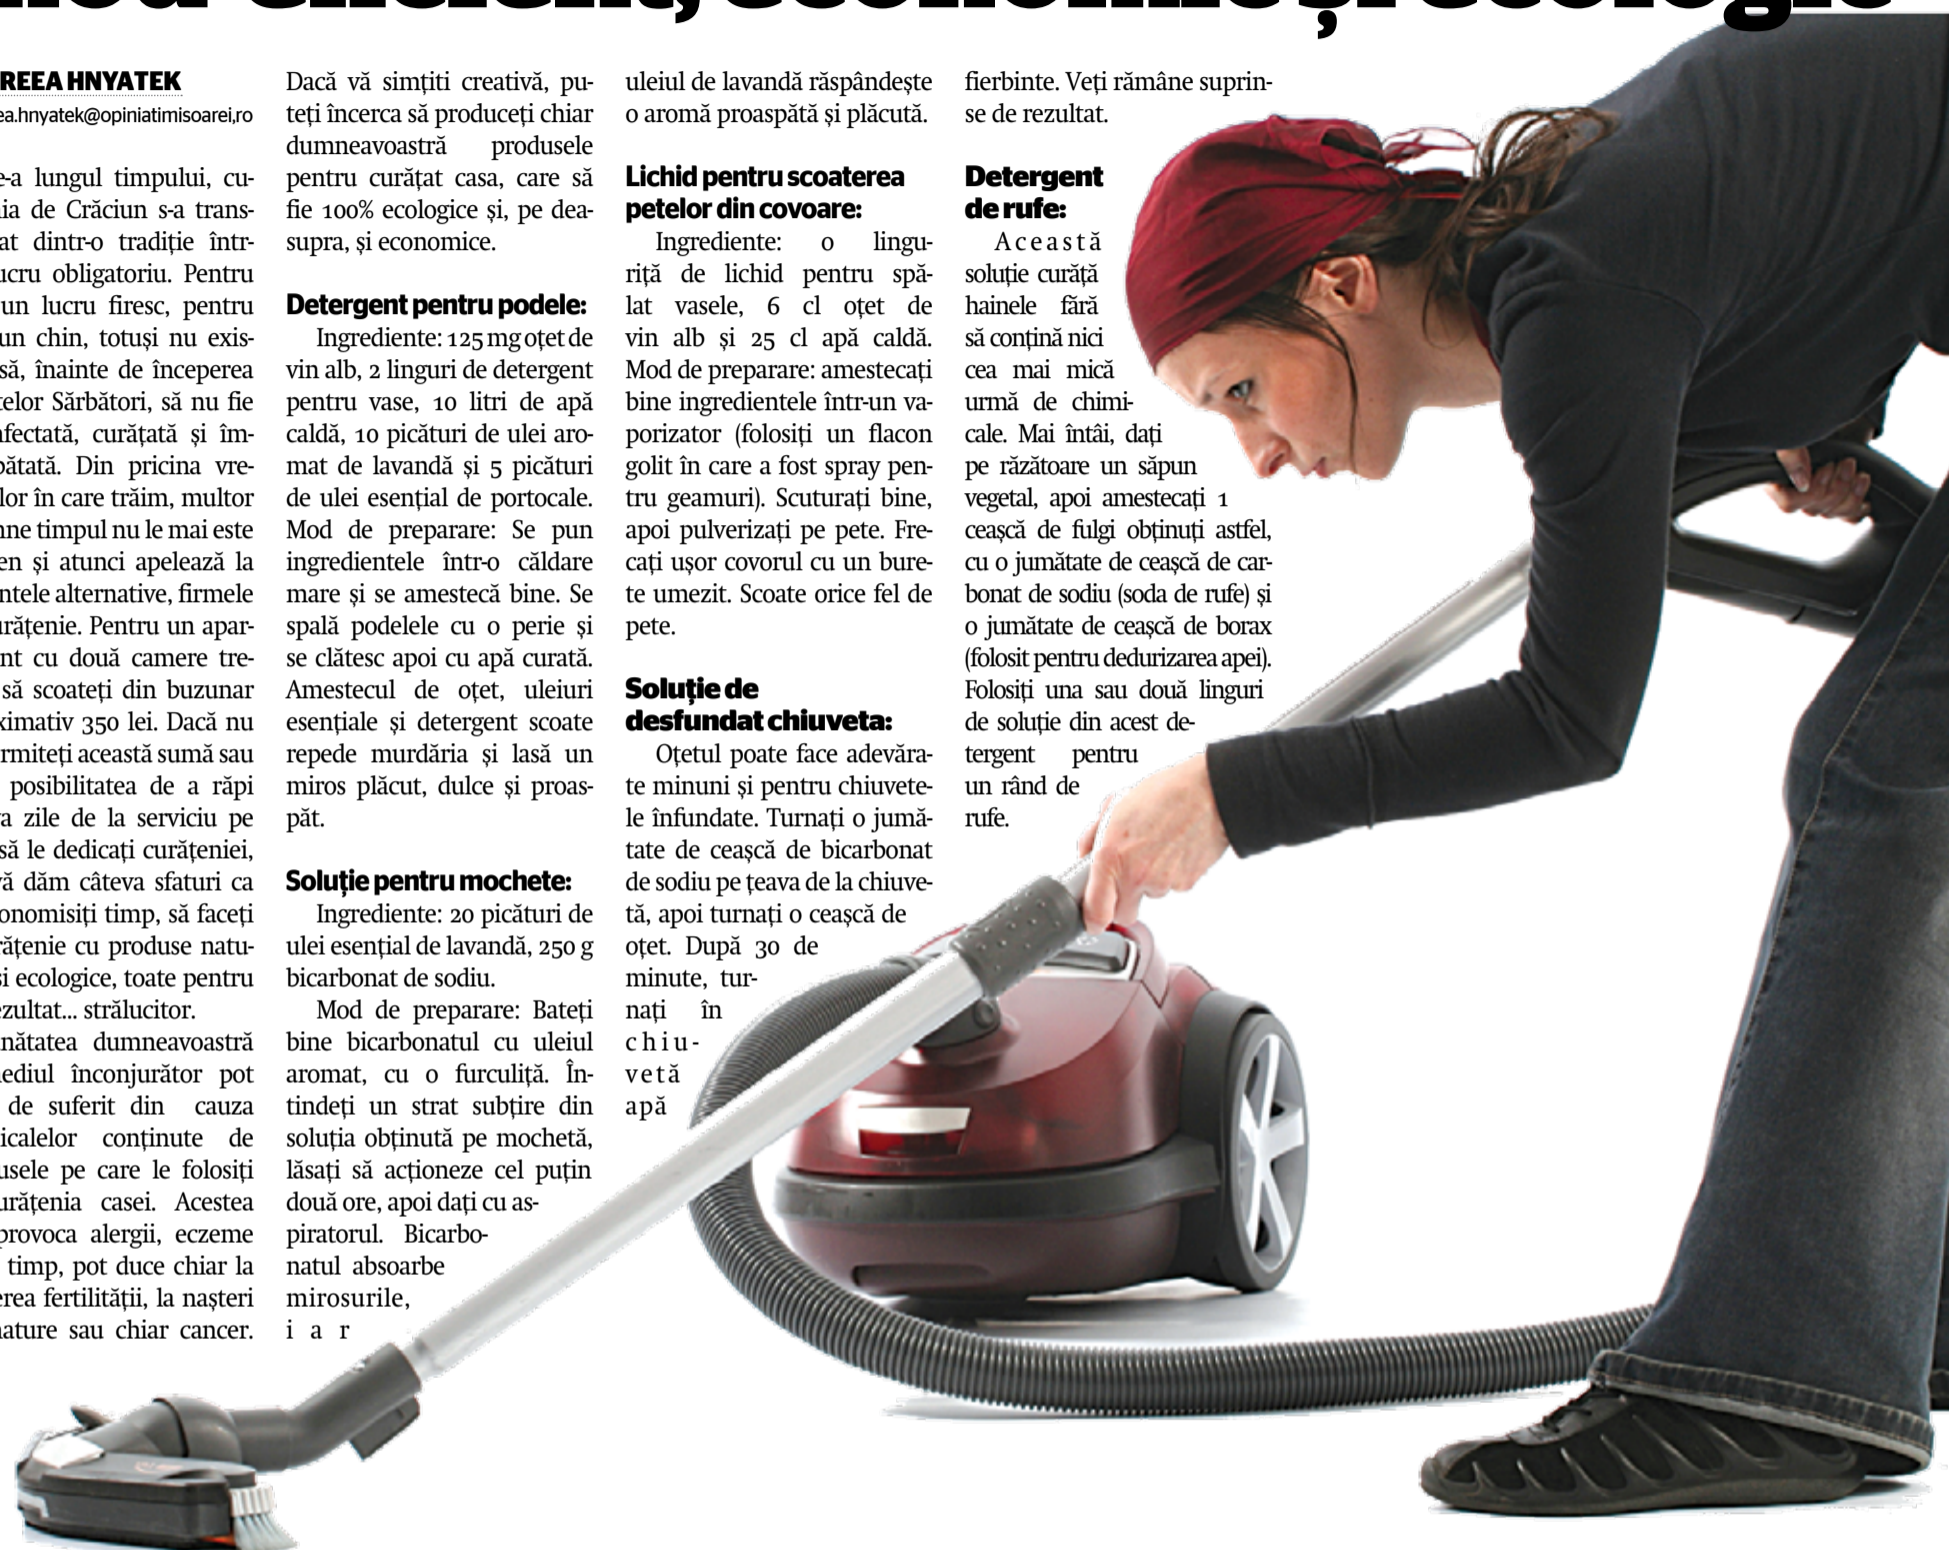 REEA HNYATEK
ea.hnyatek@opiniatimisoarei,ro
e-a lungul timpului, cu-
ia de Crăciun s-a trans-
at dintr-o tradiție într-
ucru obligatoriu. Pentru
un lucru firesc, pentru
un chin, totuși nu exis-
să, înainte de începerea
telor Sărbători, să nu fie
nfectată, curățată și îm-
pătată. Din pricina vre-
lor în care trăim, multor
nne timpul nu le mai este
en și atunci apelează la
ntele alternative, firmele
urățenie. Pentru un apar-
nt cu două camere tre-
să scoateți din buzunar
ximativ 350 lei. Dacă nu
rmiteți această sumă sau
posibilitatea de a răpi
va zile de la serviciu pe
să le dedicați curățeniei,
vă dăm câteva sfaturi ca
onomisiți timp, să faceți
rățenie cu produse natu-
și ecologice, toate pentru
ezultat... strălucitor.
nătatea dumneavoastră
nediul înconjurător pot
de suferit din cauza
icalelor conținute de
usele pe care le folosiți
urățenia casei. Acestea
provoca alergii, eczeme
timp, pot duce chiar la
erea fertilității, la nașteri
nature sau chiar cancer.
Dacă vă simțiti creativă, pu-
teți încerca să produceți chiar
dumneavoastră produsele
pentru curățat casa, care să
fie 100% ecologice și, pe dea-
supra, și economice.
Detergent pentru podele:
Ingrediente: 125 mg oțet de
vin alb, 2 linguri de detergent
pentru vase, 10 litri de apă
caldă, 10 picături de ulei aro-
mat de lavandă și 5 picături
de ulei esențial de portocale.
Mod de preparare: Se pun
ingredientele într-o căldare
mare și se amestecă bine. Se
spală podelele cu o perie și
se clătesc apoi cu apă curată.
Amestecul de oțet, uleiuri
esențiale și detergent scoate
repede murdăria și lasă un
miros plăcut, dulce și proas-
păt.
Soluție pentru mochete:
Ingrediente: 20 picături de
ulei esențial de lavandă, 250 g
bicarbonat de sodiu.
Mod de preparare: Bateți
bine bicarbonatul cu uleiul
aromat, cu o furculiță. În-
tindeți un strat subțire din
soluția obținută pe mochetă,
lăsați să acționeze cel puțin
două ore, apoi dați cu as-
piratorul. Bicarbo-
natul absoarbe
mirosurile,
iar
uleiul de lavandă răspândește
o aromă proaspătă și plăcută.
Lichid pentru scoaterea
petelor din covoare:
Ingrediente: o lingu-
riță de lichid pentru spă-
lat vasele, 6 cl oțet de
vin alb și 25 cl apă caldă.
Mod de preparare: amestecați
bine ingredientele într-un va-
porizator (folosiți un flacon
golit în care a fost spray pen-
tru geamuri). Scuturați bine,
apoi pulverizați pe pete. Fre-
cați ușor covorul cu un bure-
te umezit. Scoate orice fel de
pete.
Soluție de
desfundat chiuveta:
Oțetul poate face adevăra-
te minuni și pentru chiuvete-
le înfundate. Turnați o jumă-
tate de ceașcă de bicarbonat
de sodiu pe țeava de la chiuve-
tă, apoi turnați o ceașcă de
oțet. După 30 de
minute, tur-
nați în
chiu-
vetă
apă
fierbinte. Veți rămâne suprin-
se de rezultat.
Detergent
de rufe:
Această
soluție curăță
hainele fără
să conțină nici
cea mai mică
urmă de chimi-
cale. Mai întâi, dați
pe răzătoare un săpun
vegetal, apoi amestecați 1
ceașcă de fulgi obținuți astfel,
cu o jumătate de ceașcă de car-
bonat de sodiu (soda de rufe) și
o jumătate de ceașcă de borax
(folosit pentru dedurizarea apei).
Folosiți una sau două linguri
de soluție din acest de-
tergent pentru
un rând de
rufe.